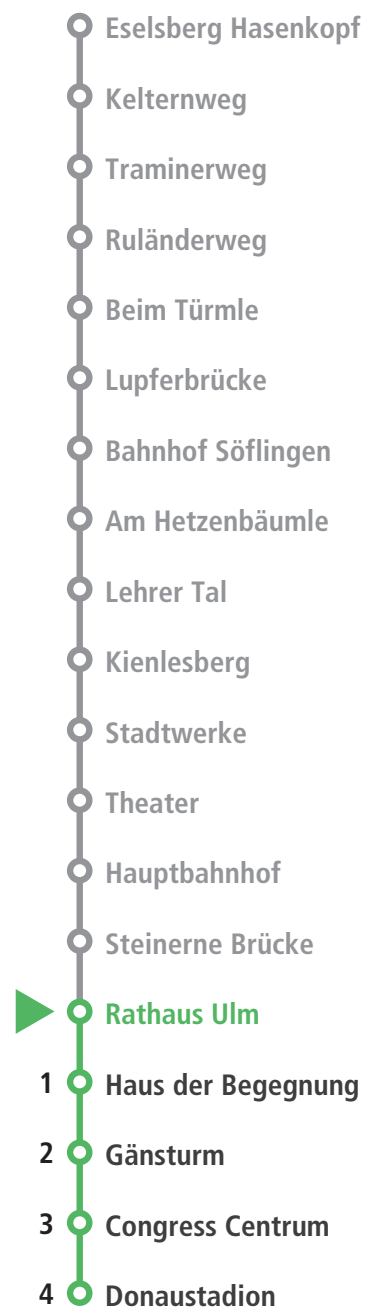 Eselsberg Hasenkopf
Kelternweg
Traminerweg
Ruländerweg
Beim Türmle
Lupferbrücke
Bahnhof Söflingen
Am Hetzenbäumle
Lehrer Tal
Kienlesberg
Stadtwerke
Theater
Hauptbahnhof
Steinerne Brücke
Rathaus Ulm
1 Haus der Begegnung
2 Gänsturm
3 Congress Centrum
4 Donaustadion